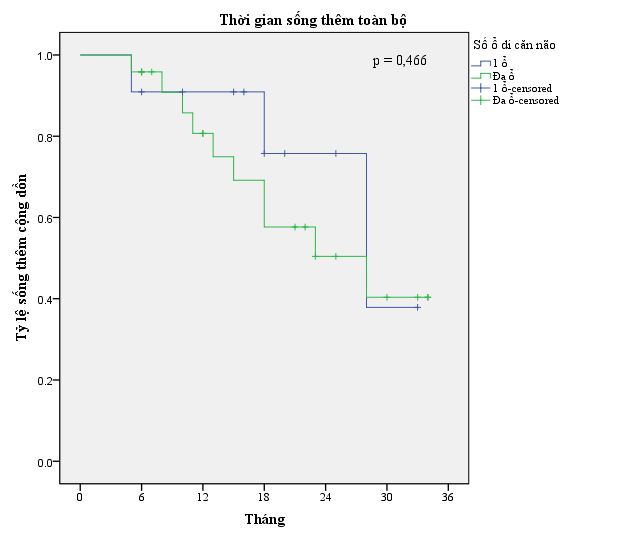 Thời gian sống thêm toàn bộ
Số ổ di căn não
1 ổ
Đa ổ
1 ổ-censored
Đa ổ-censored
p = 0,466
Tỷ lệ sống thêm cộng dồn
1.0
0.8
0.6
0.4
0.2
0.0
0 6 12 18 24 30 36
Tháng